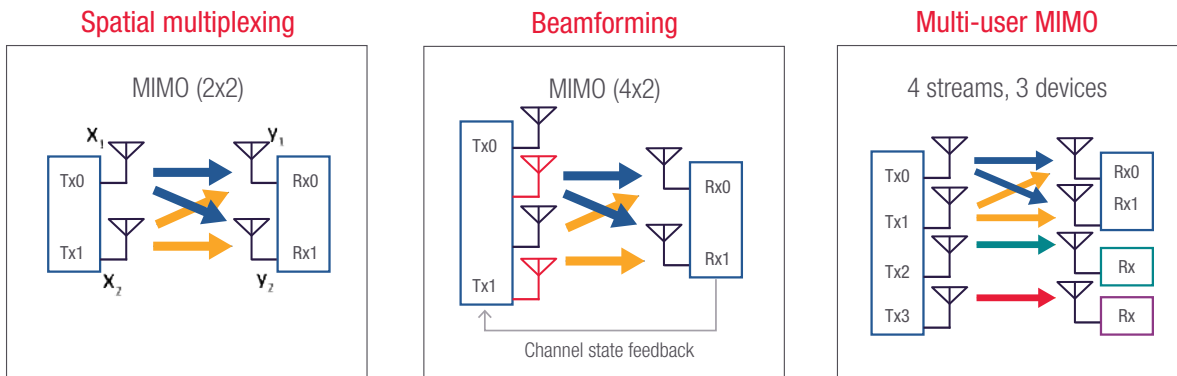 Spatial multiplexing
MIMO (2x2)
X₁
y₁
Tx0
Rx0
Tx1
Rx1
X₂
y₂
Beamforming
MIMO (4x2)
Tx0
Rx0
Rx1
Tx1
Channel state feedback
Multi-user MIMO
4 streams, 3 devices
Tx0
Rx0
Rx1
Tx1
Tx2
Rx
Tx3
Rx